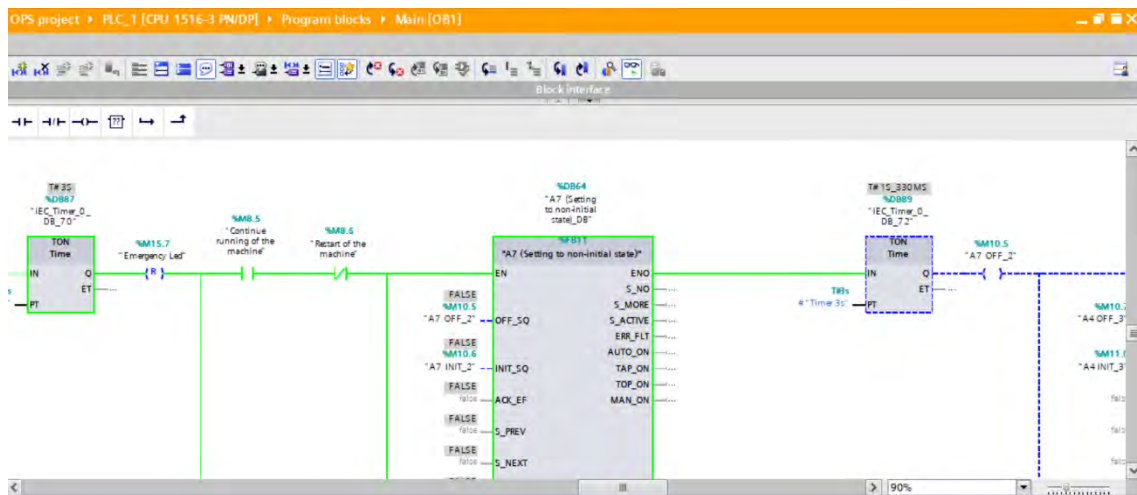 OPS project ▸ PLC_1 [CPU 1516-3 PN/DP] ▸ Program blocks ▸ Main [OB1]
Block interface
T#3S
%DB87
"IEC_Timer_0_
DB_70"
TON
Time
IN
Q
ET
PT
%M15.7
"Emergency Led"
R
%M8.5
"Continue
running of the
machine"
%M8.6
"Restart of the
machine"
%DB64
"A7 (Setting
to non-initial
state)_DB"
%FB11
"A7 (Setting to non-initial state)"
EN
ENO
S_NO
S_MORE
S_ACTIVE
ERR_FLT
AUTO_ON
TAP_ON
TOP_ON
MAN_ON
FALSE
%M10.5
"A7 OFF_2"
OFF_SQ
FALSE
%M10.6
"A7 INIT_2"
INIT_SQ
FALSE
false
ACK_EF
FALSE
false
S_PREV
FALSE
false
S_NEXT
T#1S_330MS
%DB89
"IEC_Timer_0_
DB_72"
TON
Time
IN
Q
ET
T#3s
#"Timer 3s"
PT
%M10.5
"A7 OFF_2"
%M10.
"A4 OFF_3
%M11.
"A4 INIT_3
90%